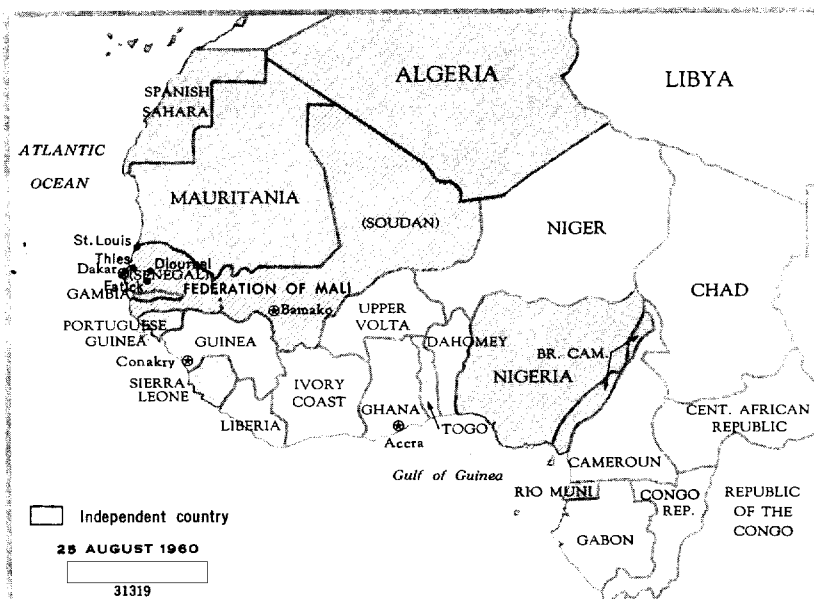 ALGERIA
LIBYA
SPANISH
SAHARA
ATLANTIC
OCEAN
MAURITANIA
(SOUDAN)
NIGER
CHAD
St. Louis
Thies
Diourbel
Dakar
(SENEGAL)
Fatick
GAMBIA
FEDERATION OF MALI
Bamako
PORTUGUESE
GUINEA
GUINEA
UPPER
VOLTA
DAHOMEY
BR. CAM.
NIGERIA
Conakry
SIERRA
LEONE
IVORY
COAST
LIBERIA
GHANA
TOGO
Accra
CENT. AFRICAN
REPUBLIC
Gulf of Guinea
CAMEROUN
RIO MUNI
CONGO
REP.
REPUBLIC
OF THE
CONGO
GABON
Independent country
25 AUGUST 1960
31319